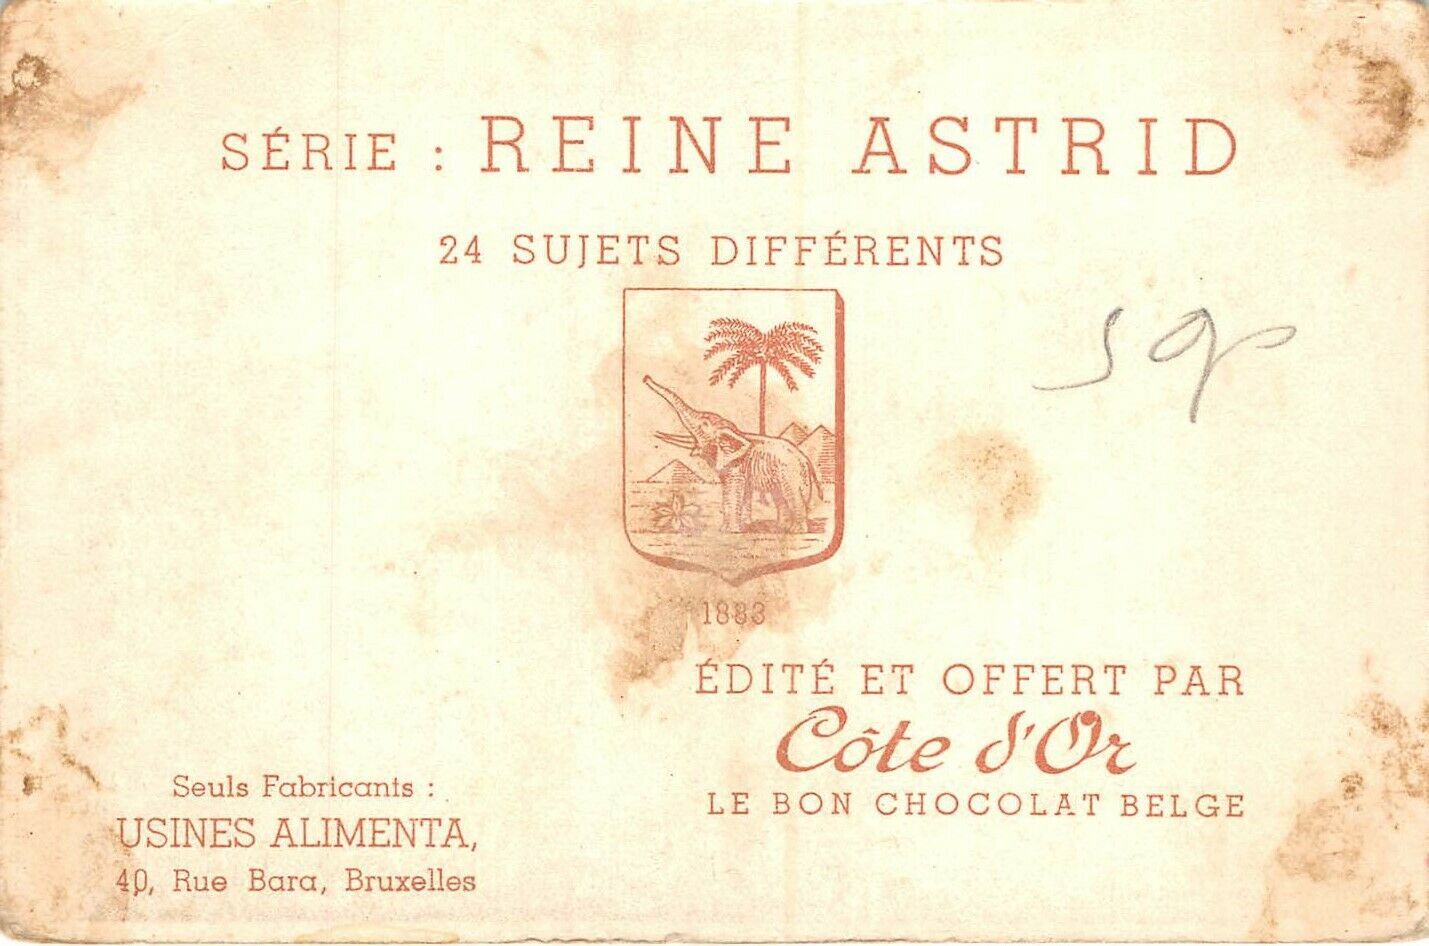 SÉRIE : REINE ASTRID
24 SUJETS DIFFÉRENTS
1883
ÉDITÉ ET OFFERT PAR
Côte d'Or
LE BON CHOCOLAT BELGE
Seuls Fabricants :
USINES ALIMENTA,
40, Rue Bara, Bruxelles